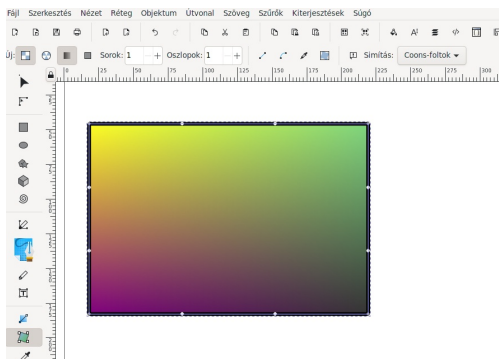 Fájl Szerkesztés Nézet Réteg Objektum Útvonal Szöveg Szűrők Kiterjesztések Súgó
Új: Sorok: 1 − + Oszlopok: 1 − + Simítás: Coons-foltok
0 25 50 75 100 125 150 175 200 225 250 275 300